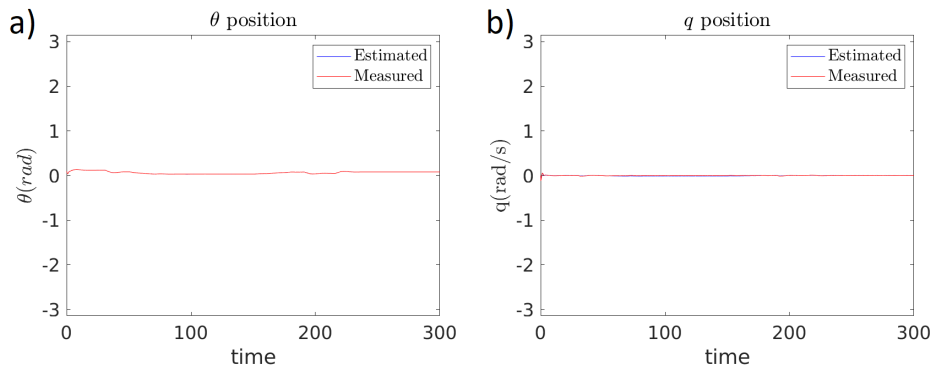 a)
θ position
3
2
1
0
-1
-2
-3
θ(rad)
0
100
200
300
time
Estimated
Measured
b)
q position
3
2
1
0
-1
-2
-3
q(rad/s)
0
100
200
300
time
Estimated
Measured